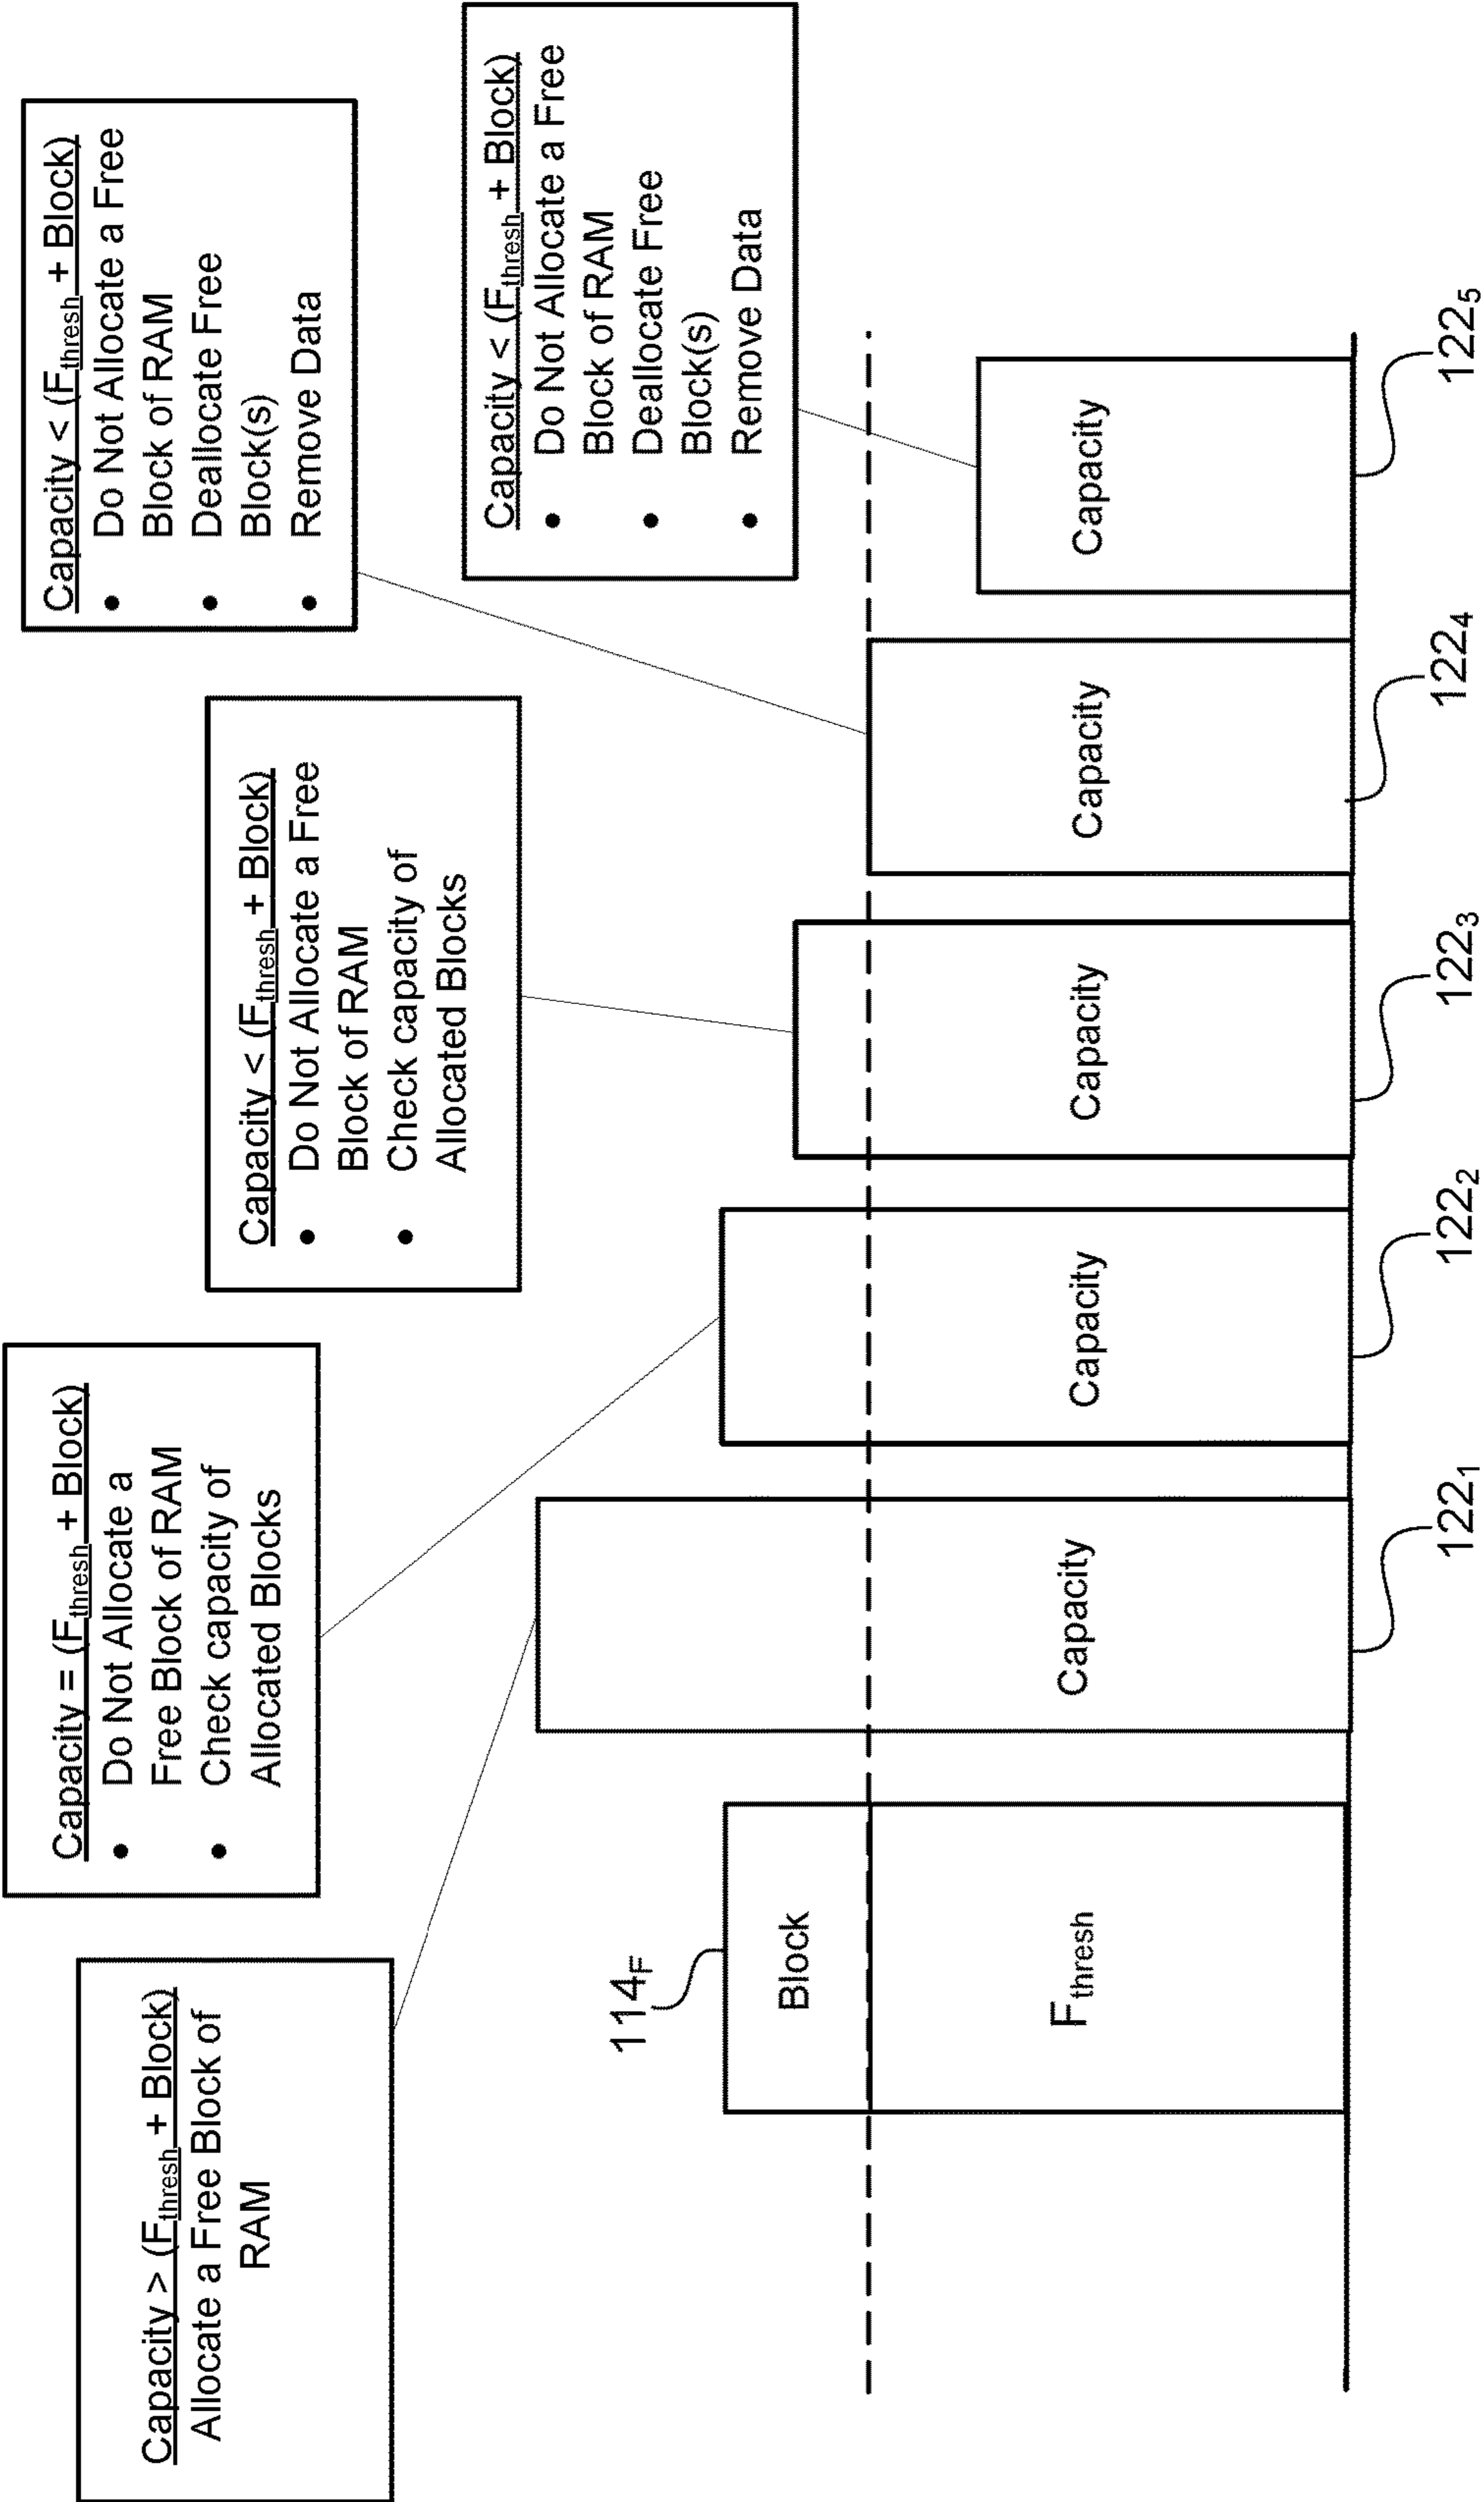 Capacity > (Fthresh + Block)
Allocate a Free Block of
RAM
Capacity = (Fthresh + Block)
• Do Not Allocate a
Free Block of RAM
• Check capacity of
Allocated Blocks
Capacity < (Fthresh + Block)
• Do Not Allocate a Free
Block of RAM
• Check capacity of
Allocated Blocks
Capacity < (Fthresh + Block)
• Do Not Allocate a Free
Block of RAM
• Deallocate Free
Block(s)
• Remove Data
Capacity < (Fthresh + Block)
• Do Not Allocate a Free
Block of RAM
• Deallocate Free
Block(s)
• Remove Data
114F
Block
Fthresh
Capacity
Capacity
Capacity
Capacity
Capacity
1221
1222
1223
1224
1225